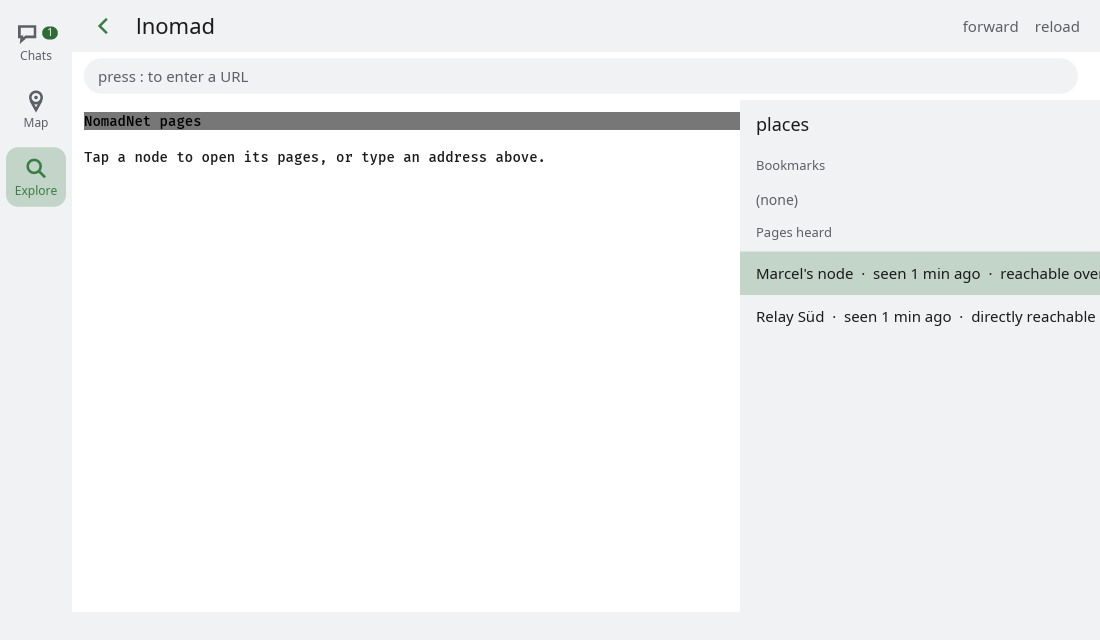 1
Chats
Map
Explore
lnomad
forward
reload
press : to enter a URL
NomadNet pages
Tap a node to open its pages, or type an address above.
places
Bookmarks
(none)
Pages heard
Marcel's node · seen 1 min ago · reachable over
Relay Süd · seen 1 min ago · directly reachable